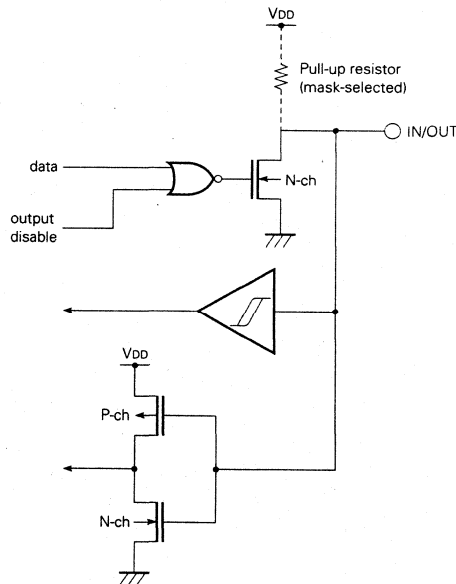 VDD
Pull-up resistor
(mask-selected)
IN/OUT
data
N-ch
output
disable
VDD
P-ch
N-ch